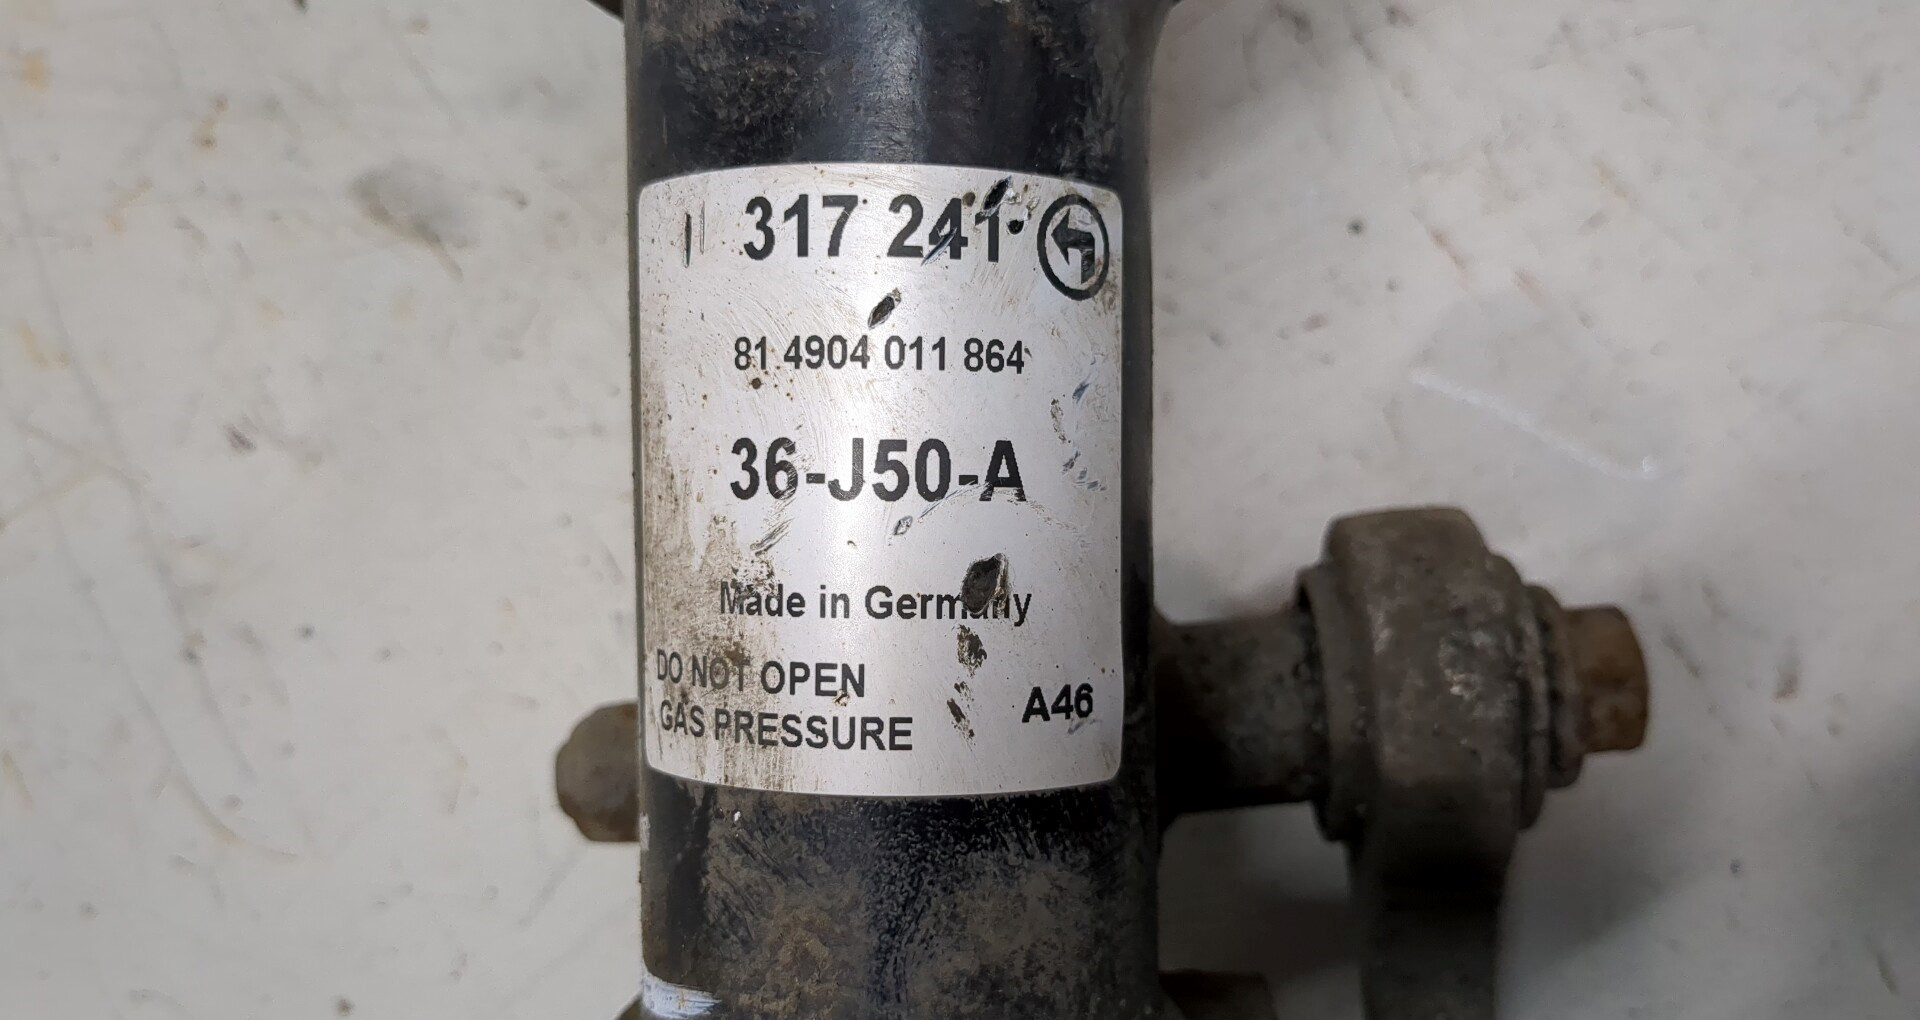 317 241
81 4904 011 864
36-J50-A
Made in Germany
DO NOT OPEN
GAS PRESSURE
A46